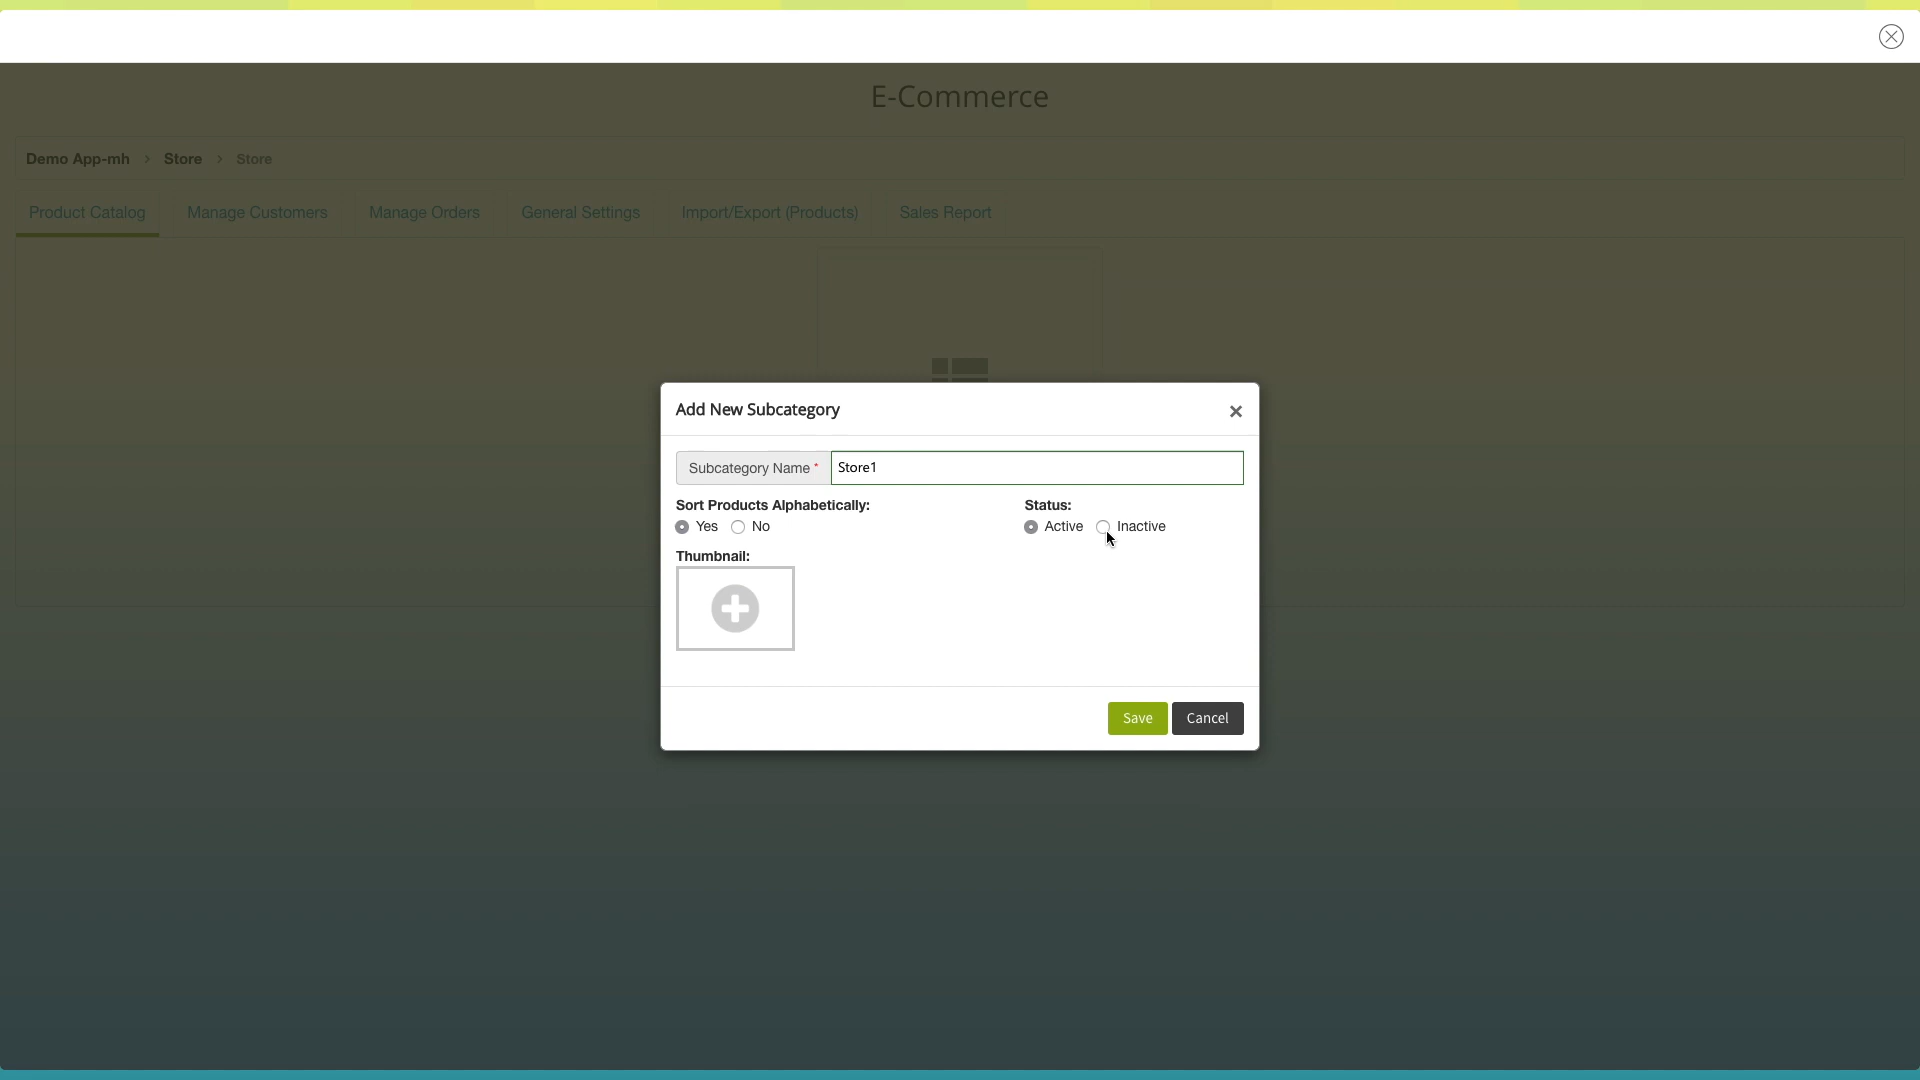 E-Commerce
Demo App-mh > Store > Store
Product Catalog Manage Customers Manage Orders General Settings Import/Export (Products) Sales Report
Add New Subcategory
Subcategory Name * Store1
Sort Products Alphabetically: Status:
Yes No Active Inactive
Thumbnail:
Save Cancel